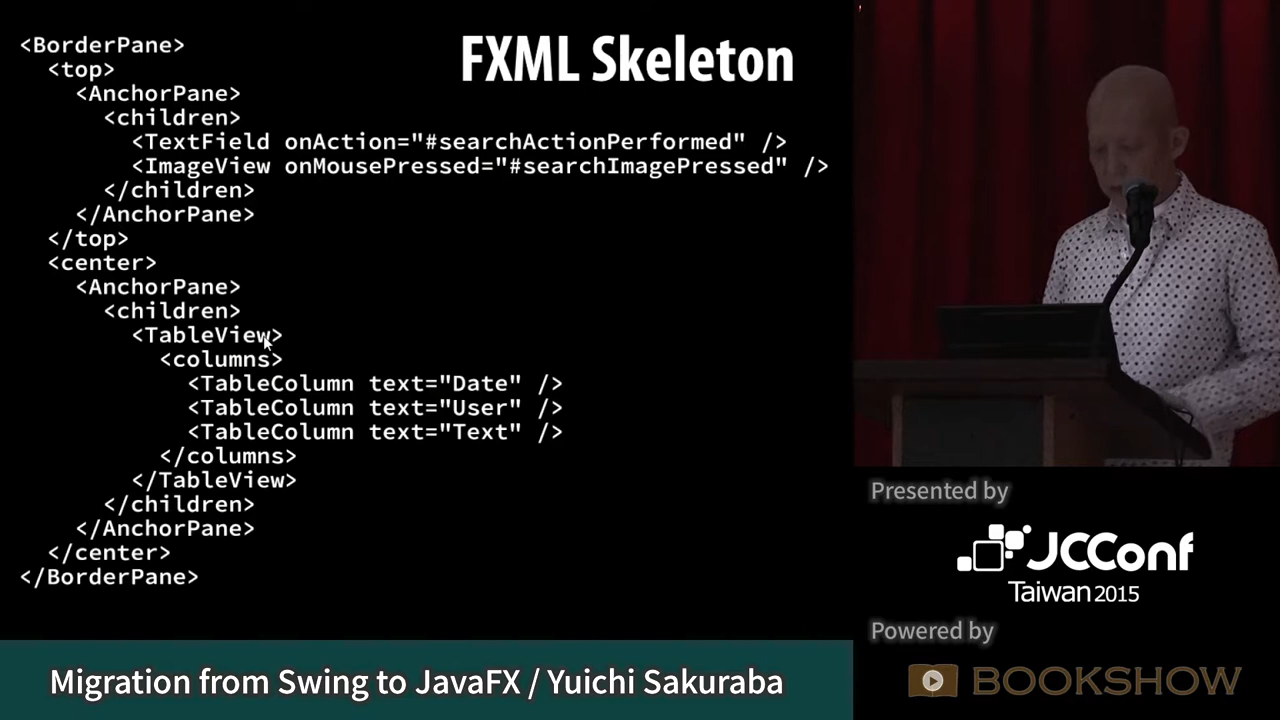 FXML Skeleton
<BorderPane>
<top>
<AnchorPane>
<children>
<TextField onAction="#searchActionPerformed" />
<ImageView onMousePressed="#searchImagePressed" />
</children>
</AnchorPane>
</top>
<center>
<AnchorPane>
<children>
<TableView>
<columns>
<TableColumn text="Date" />
<TableColumn text="User" />
<TableColumn text="Text" />
</columns>
</TableView>
</children>
</AnchorPane>
</center>
</BorderPane>
Presented by
JCConf
Taiwan 2015
Powered by
BOOKSHOW
Migration from Swing to JavaFX / Yuichi Sakuraba